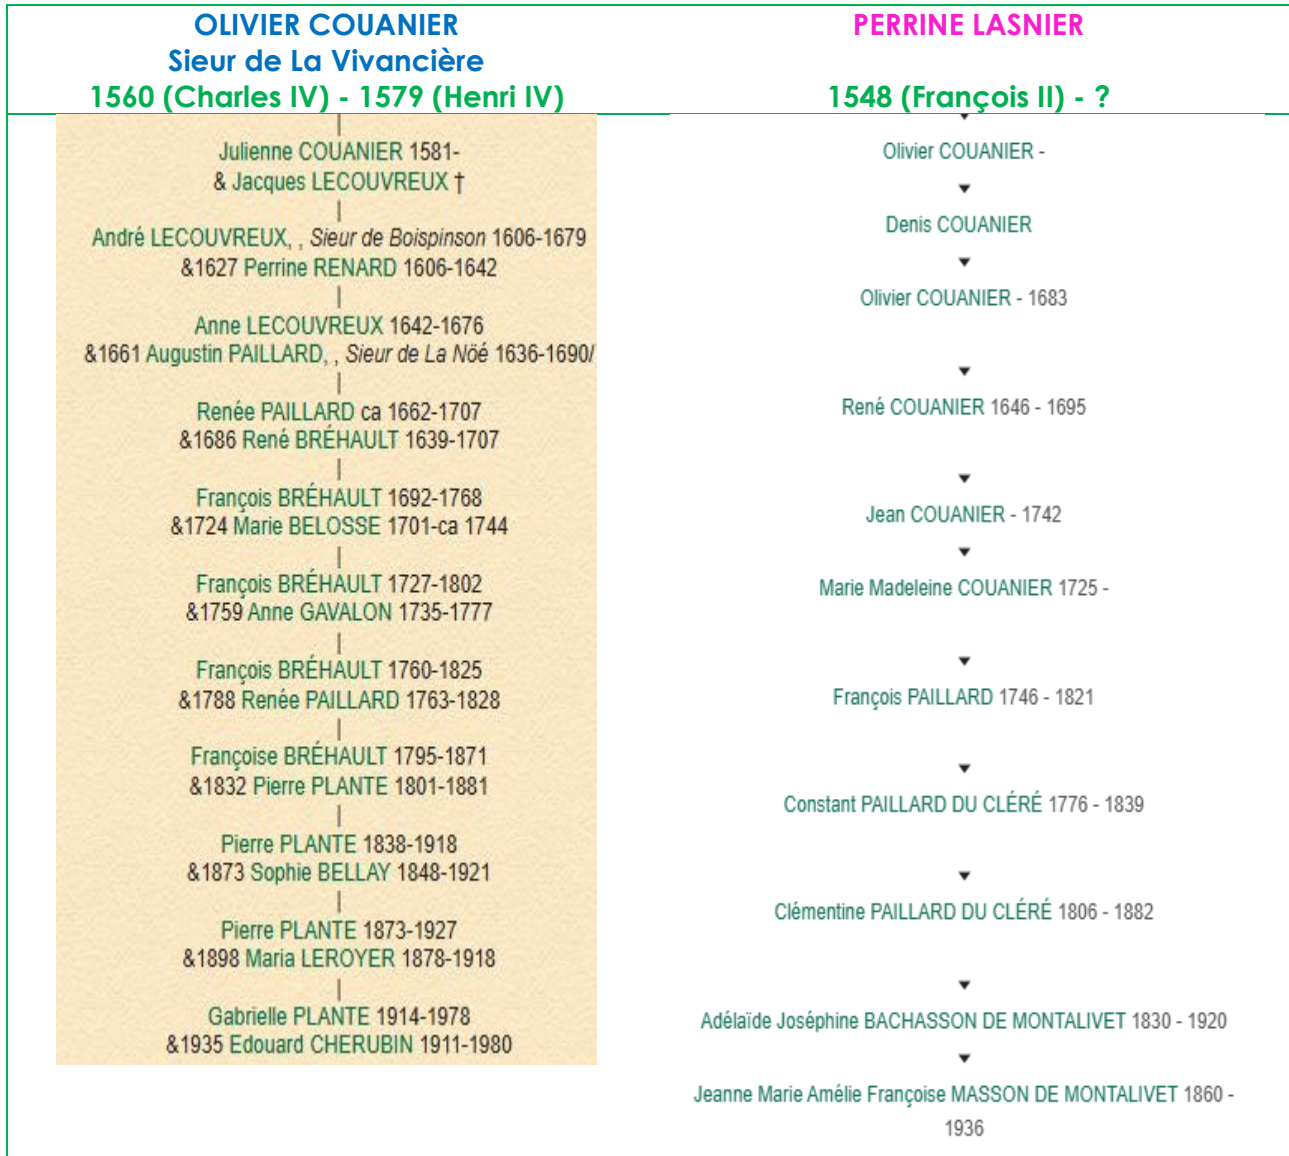 OLIVIER COUANIER
Sieur de La Vivancière
1560 (Charles IV) - 1579 (Henri IV)
PERRINE LASNIER
1548 (François II) - ?
Julienne COUANIER 1581-
& Jacques LECOUVREUX †
André LECOUVREUX, , Sieur de Boispinson 1606-1679
&1627 Perrine RENARD 1606-1642
Anne LECOUVREUX 1642-1676
&1661 Augustin PAILLARD, , Sieur de La Nöé 1636-1690/
Renée PAILLARD ca 1662-1707
&1686 René BRÉHAULT 1639-1707
François BRÉHAULT 1692-1768
&1724 Marie BELOSSE 1701-ca 1744
François BRÉHAULT 1727-1802
&1759 Anne GAVALON 1735-1777
François BRÉHAULT 1760-1825
&1788 Renée PAILLARD 1763-1828
Françoise BRÉHAULT 1795-1871
&1832 Pierre PLANTE 1801-1881
Pierre PLANTE 1838-1918
&1873 Sophie BELLAY 1848-1921
Pierre PLANTE 1873-1927
&1898 Maria LEROYER 1878-1918
Gabrielle PLANTE 1914-1978
&1935 Edouard CHERUBIN 1911-1980
Olivier COUANIER -
Denis COUANIER
Olivier COUANIER - 1683
René COUANIER 1646 - 1695
Jean COUANIER - 1742
Marie Madeleine COUANIER 1725 -
François PAILLARD 1746 - 1821
Constant PAILLARD DU CLÉRÉ 1776 - 1839
Clémentine PAILLARD DU CLÉRÉ 1806 - 1882
Adélaïde Joséphine BACHASSON DE MONTALIVET 1830 - 1920
Jeanne Marie Amélie Françoise MASSON DE MONTALIVET 1860 -
1936